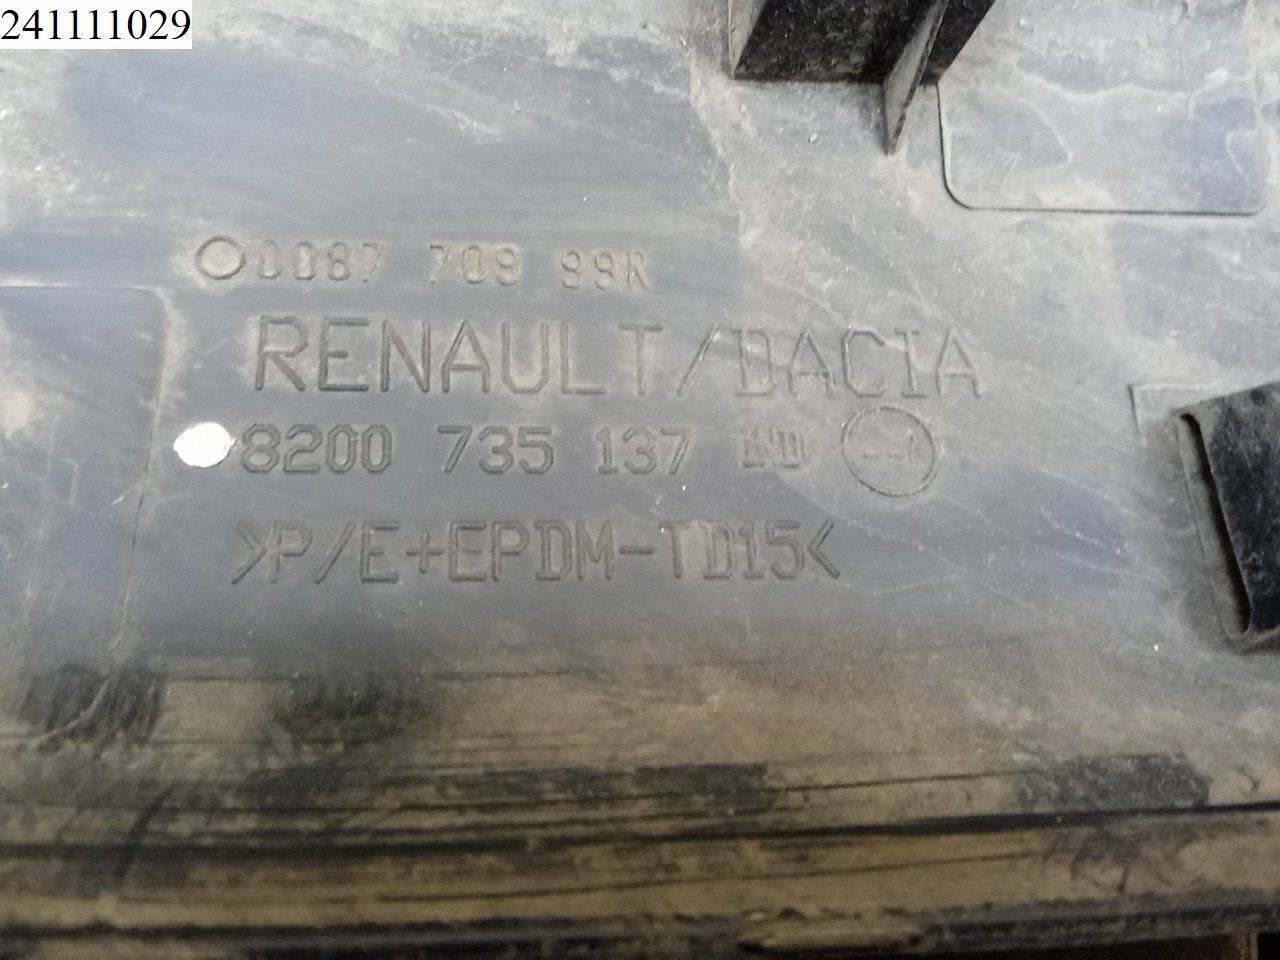 241111029
0087 709 99R
RENAULT/DACIA
8200 735 137
>P/E+EPDM-TD15<